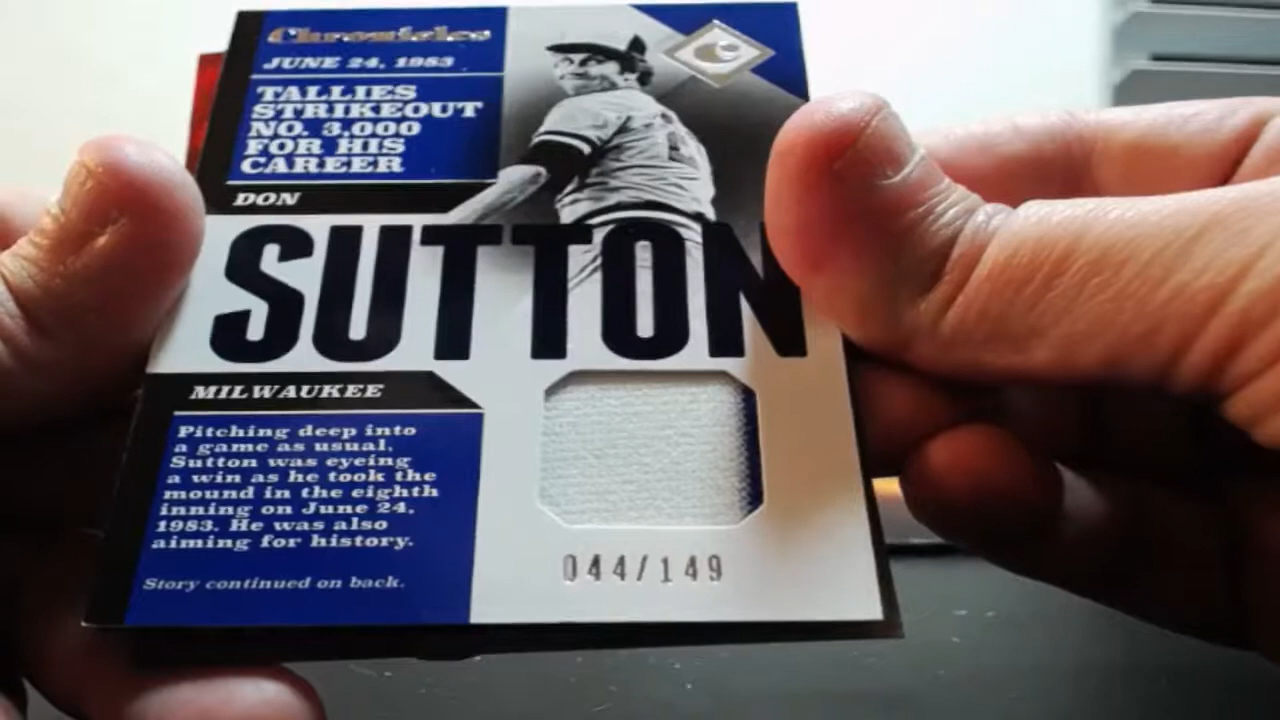 Chronicles
JUNE 24, 1983
TALLIES
STRIKEOUT
NO. 3,000
FOR HIS
CAREER
DON
SUTTON
MILWAUKEE
Pitching deep into
a game as usual,
Sutton was eyeing
a win as he took the
mound in the eighth
inning on June 24,
1983. He was also
aiming for history.
Story continued on back.
044/149